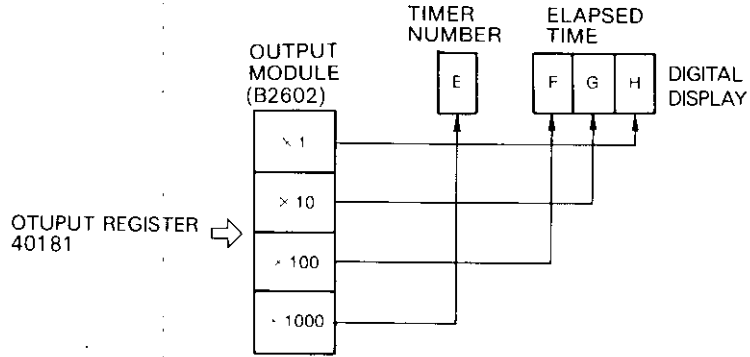 TIMER
NUMBER
ELAPSED
TIME
OUTPUT
MODULE
(B2602)
E
F G H
DIGITAL
DISPLAY
× 1
× 10
OTUPUT REGISTER
40181
× 100
× 1000